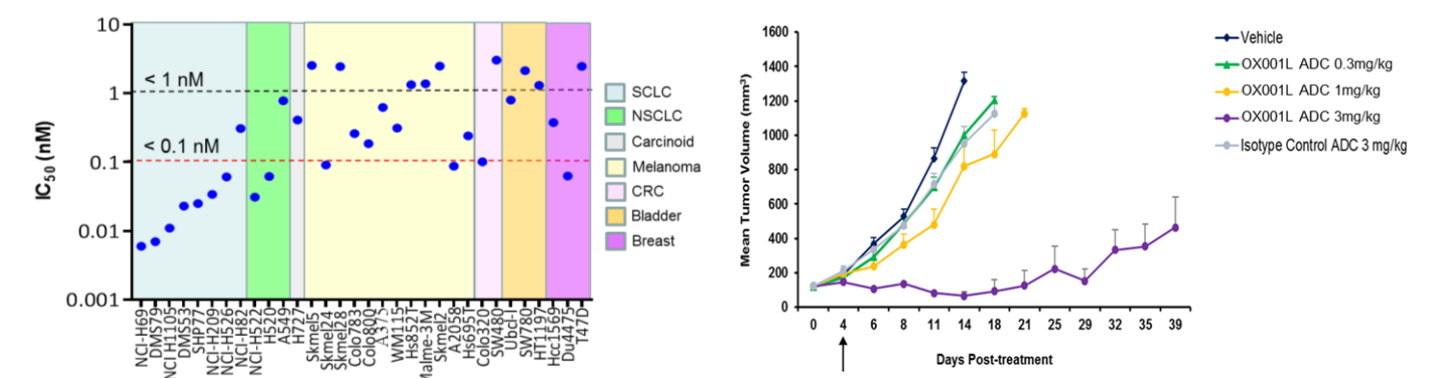 10
1
0.1
0.01
0.001
IC50 (nM)
< 1 nM
< 0.1 nM
NCI-H69
DMS79
NCI H1105
DMS53
SHP77
NCI-H209
NCI-H526
NCI-H82
NCI-H522
H520
A549
H727
Skmel5
Skmel24
Skmel28
Colo783
Colo800
A375
WM115
Hs852T
Malme-3M
Skmel2
A2058
Hs695T
Colo320
SW480
Ubcl-I
SW780
HT1197
Hcc1569
Du4475
T47D
SCLC
NSCLC
Carcinoid
Melanoma
CRC
Bladder
Breast
Mean Tumor Volume (mm³)
1600
1400
1200
1000
800
600
400
200
0
0 4 6 8 11 14 18 21 25 29 32 35 39
Days Post-treatment
Vehicle
OX001L ADC 0.3mg/kg
OX001L ADC 1mg/kg
OX001L ADC 3mg/kg
Isotype Control ADC 3 mg/kg